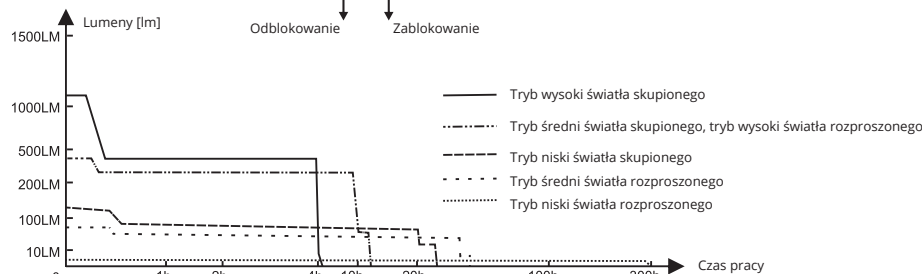 Lumeny [lm]
Odblokowanie
Zablokowanie
1500LM
1000LM
500LM
200LM
100LM
10LM
Tryb wysoki światła skupionego
Tryb średni światła skupionego, tryb wysoki światła rozproszonego
Tryb niski światła skupionego
Tryb średni światła rozproszonego
Tryb niski światła rozproszonego
Czas pracy